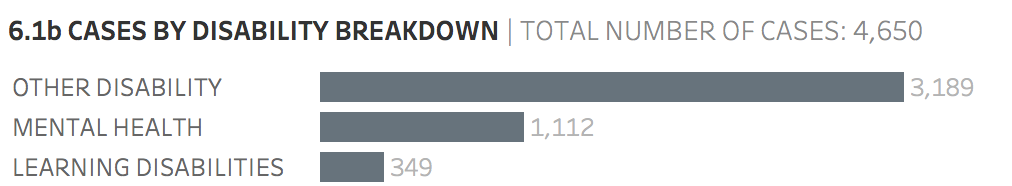 6.1b CASES BY DISABILITY BREAKDOWN | TOTAL NUMBER OF CASES: 4,650
OTHER DISABILITY 3,189
MENTAL HEALTH 1,112
LEARNING DISABILITIES 349